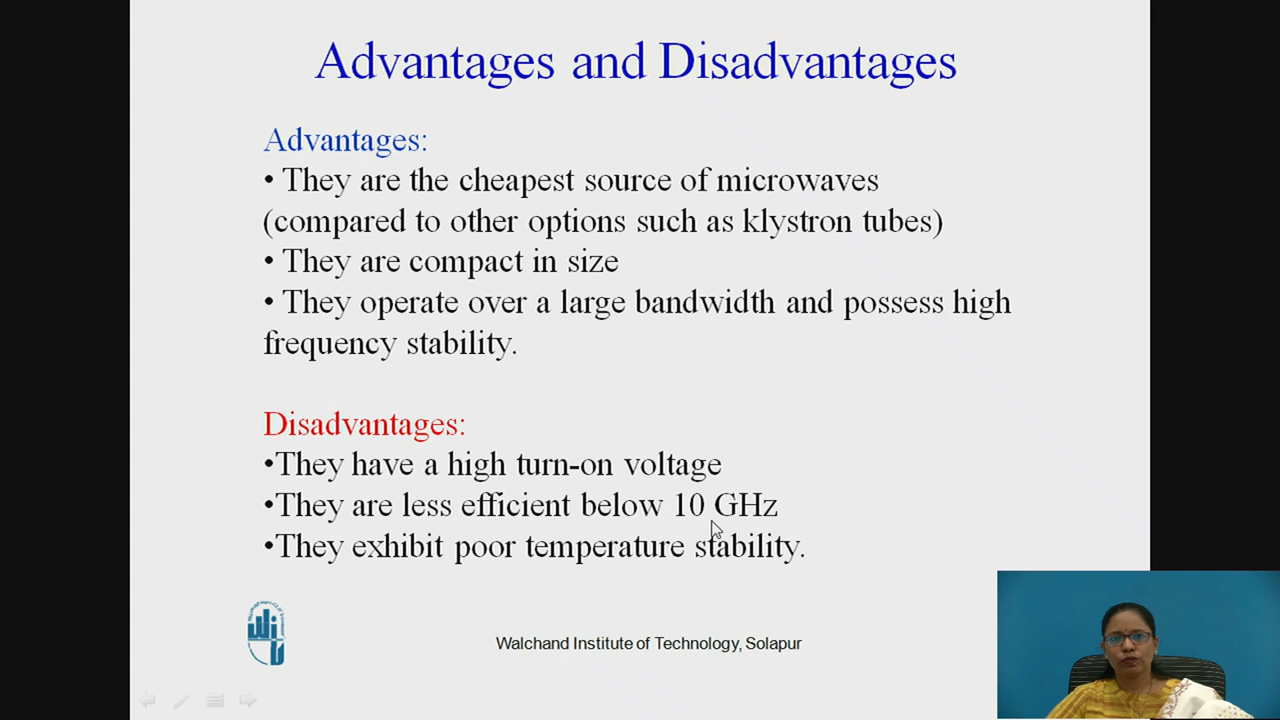 Advantages and Disadvantages
Advantages:
• They are the cheapest source of microwaves
(compared to other options such as klystron tubes)
• They are compact in size
• They operate over a large bandwidth and possess high
frequency stability.
Disadvantages:
•They have a high turn-on voltage
•They are less efficient below 10 GHz
•They exhibit poor temperature stability.
Walchand Institute of Technology, Solapur